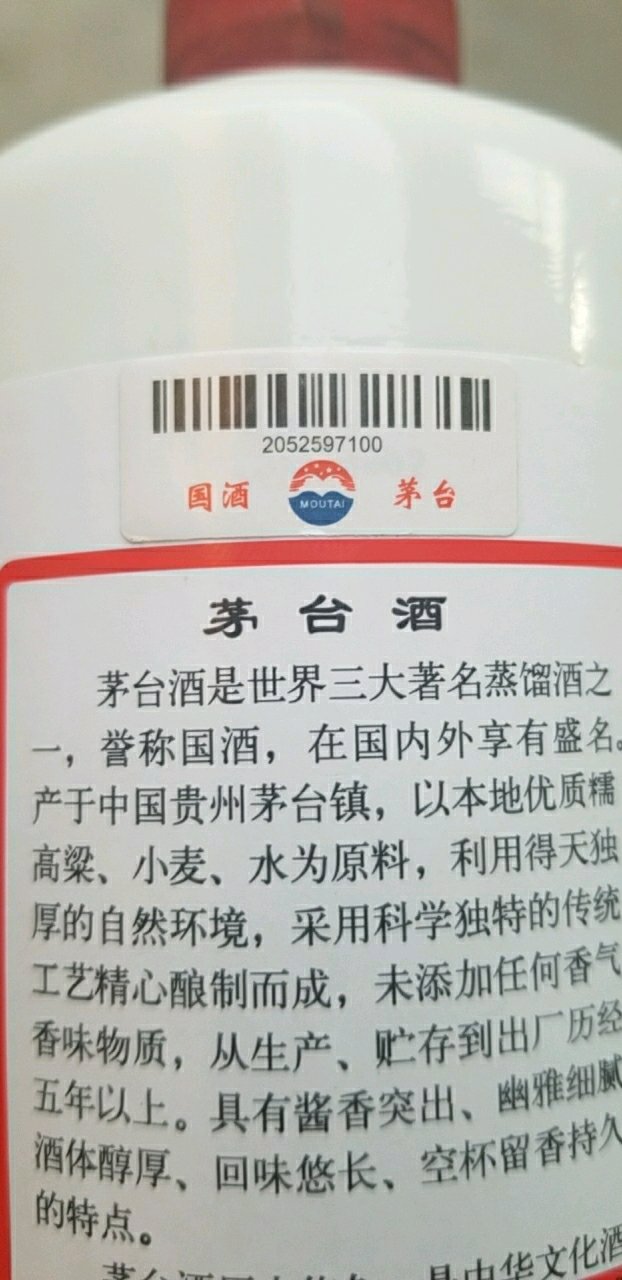 2052597100
国酒 MOUTAI 茅台
茅台酒
茅台酒是世界三大著名蒸馏酒之
一，誉称国酒，在国内外享有盛名。
产于中国贵州茅台镇，以本地优质糯
高粱、小麦、水为原料，利用得天独
厚的自然环境，采用科学独特的传统
工艺精心酿制而成，未添加任何香气
香味物质，从生产、贮存到出厂历经
五年以上。具有酱香突出、幽雅细腻
酒体醇厚、回味悠长、空杯留香持久
的特点。